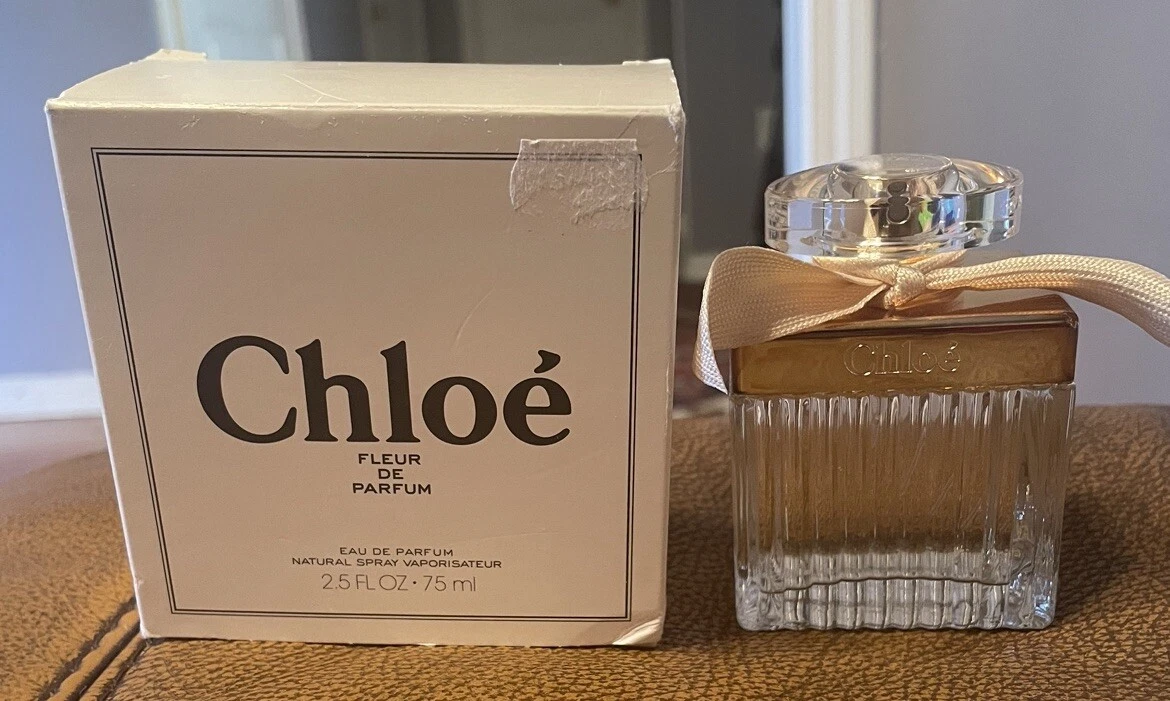 Chloé
FLEUR
DE
PARFUM
EAU DE PARFUM
NATURAL SPRAY VAPORISATEUR
2.5 FL OZ · 75 ml
Chloé